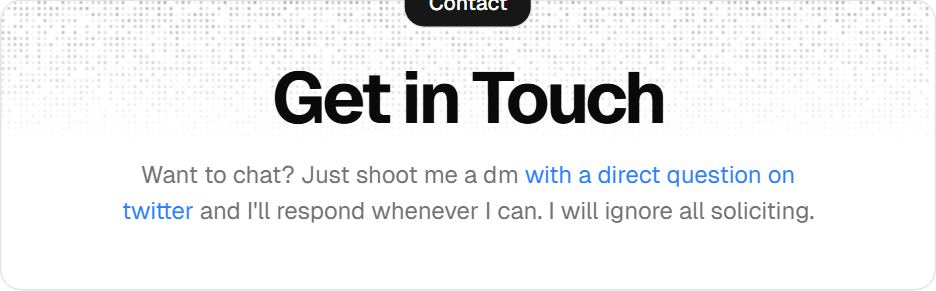 Contact
Get in Touch
Want to chat? Just shoot me a dm with a direct question on
twitter and I'll respond whenever I can. I will ignore all soliciting.